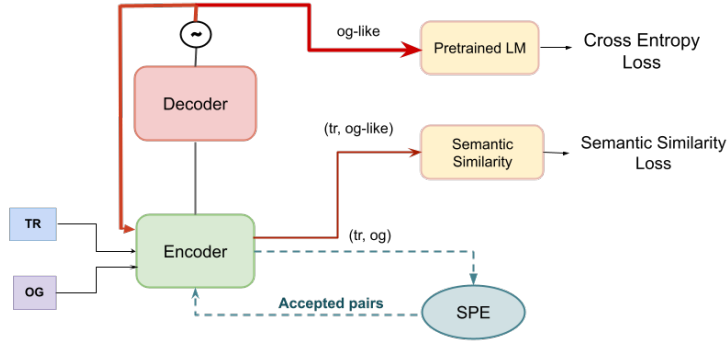 og-like
Pretrained LM
Cross Entropy
Loss
~
Decoder
(tr, og-like)
Semantic
Similarity
Semantic Similarity
Loss
TR
Encoder
(tr, og)
OG
Accepted pairs
SPE